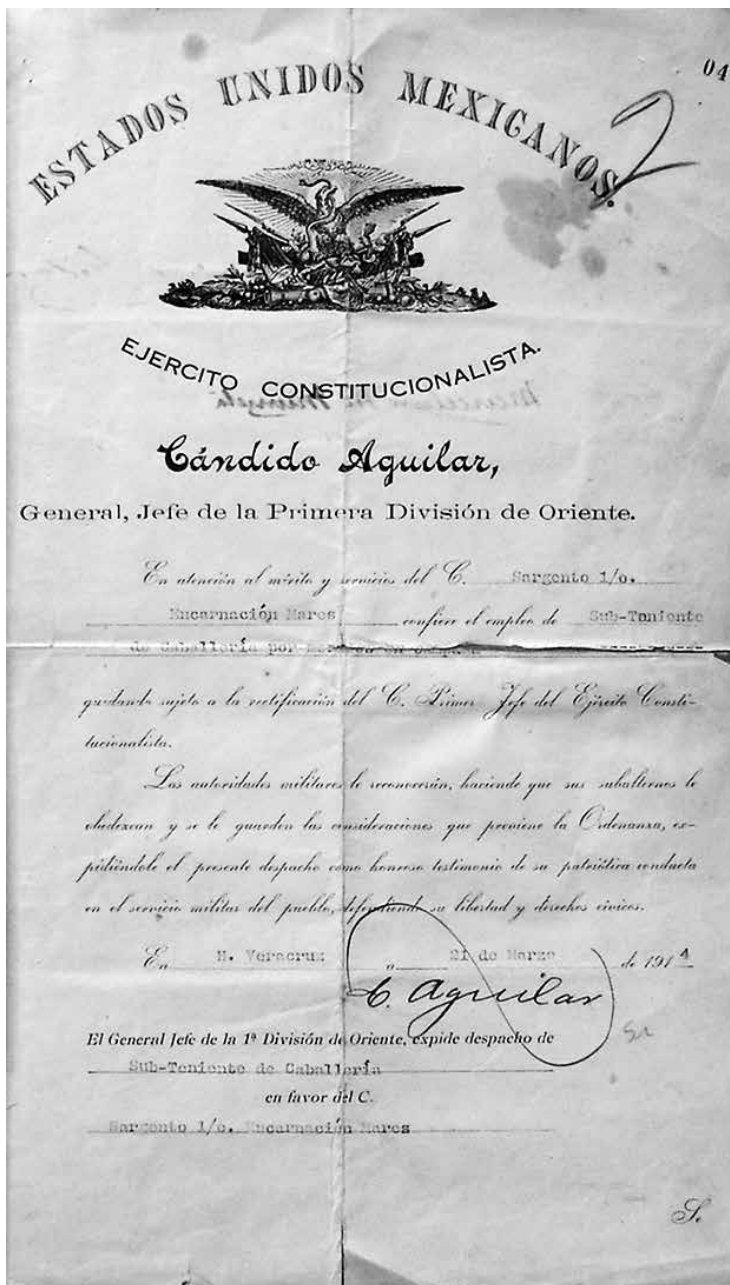 04
2
ESTADOS UNIDOS MEXICANOS.
EJERCITO CONSTITUCIONALISTA.
Cándido Aguilar,
General, Jefe de la Primera División de Oriente.
En atención al mérito y servicios del C. Sargento 1/o.
Encarnación Mares confiere el empleo de Sub-Teniente
de Caballería por
quedando sujeto a la rectificación del C. Primer Jefe del Ejército Consti-
tucionalista.
Las autoridades militares le reconocerán, haciendo que sus subalternos le
obedezcan y se le guarden las consideraciones que previene la Ordenanza, ex-
pidiéndole el presente despacho como honroso testimonio de su patriótica conducta
en el servicio militar del pueblo, defendiendo su libertad y derechos cívicos.
En H. Veracruz a 21 de Marzo de 1914
C. Aguilar
El General Jefe de la 1ª División de Oriente, expide despacho de
Sub-Teniente de Caballería
en favor del C.
Sargento 1/o. Encarnación Mares
S.